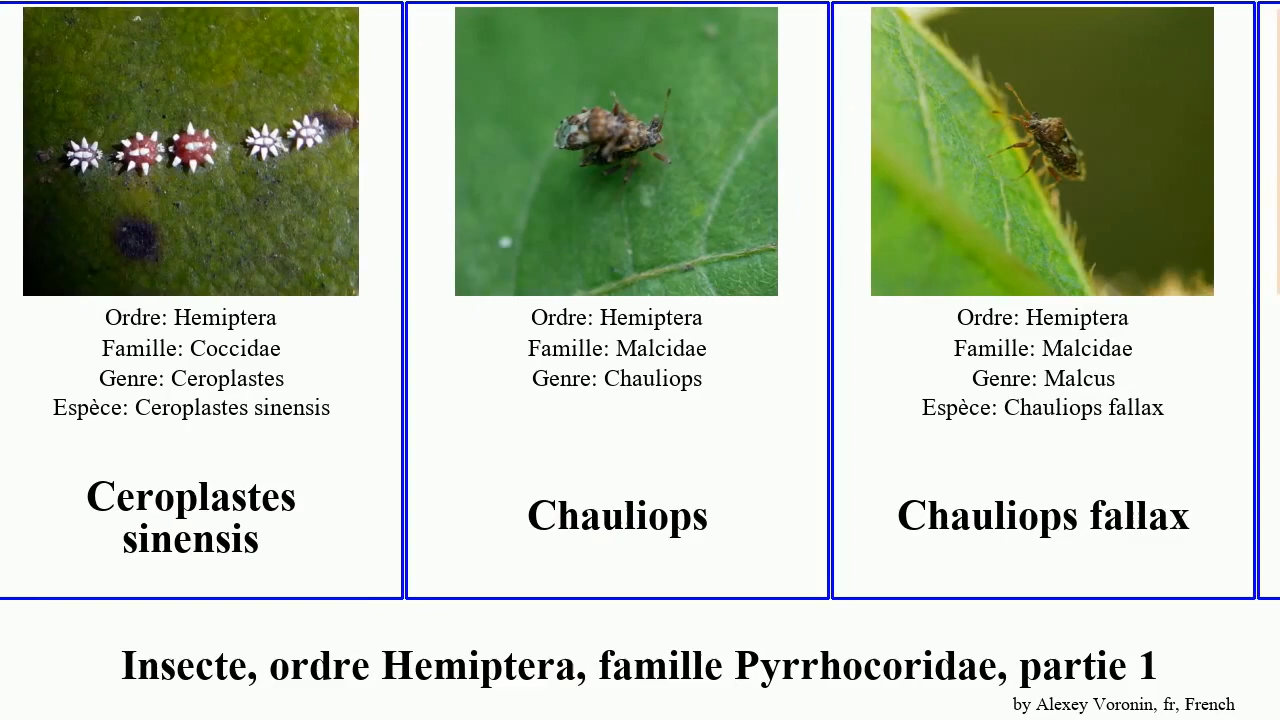 Ordre: Hemiptera
Famille: Coccidae
Genre: Ceroplastes
Espèce: Ceroplastes sinensis
Ceroplastes
sinensis
Ordre: Hemiptera
Famille: Malcidae
Genre: Chauliops
Chauliops
Ordre: Hemiptera
Famille: Malcidae
Genre: Malcus
Espèce: Chauliops fallax
Chauliops fallax
Insecte, ordre Hemiptera, famille Pyrrhocoridae, partie 1
by Alexey Voronin, fr, French